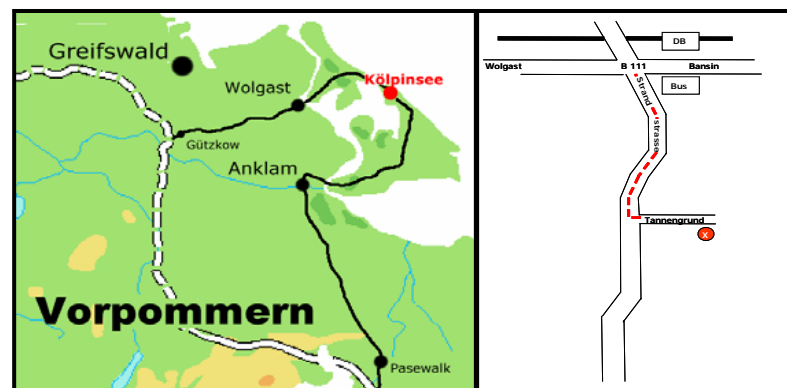 Greifswald
Kölpinsee
Wolgast
Gützkow
Anklam
Vorpommern
Pasewalk
DB
Wolgast B 111 Bansin
Bus
Strand
strasse
Tannengrund
X